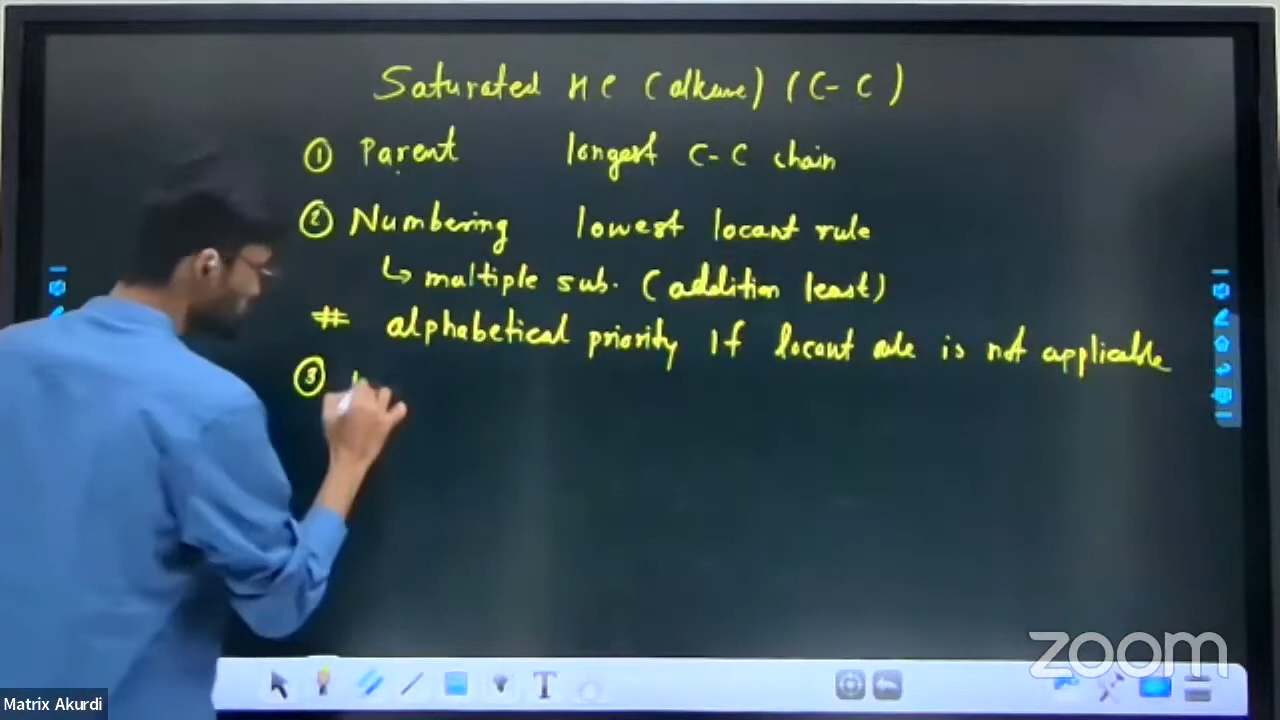 Saturated HC (alkane) (C-C)
① Parent longest C-C chain
② Numbering lowest locant rule
↳ multiple sub. (addition least)
# alphabetical priority If locant rule is not applicable
③
zoom
T
Matrix Akurdi